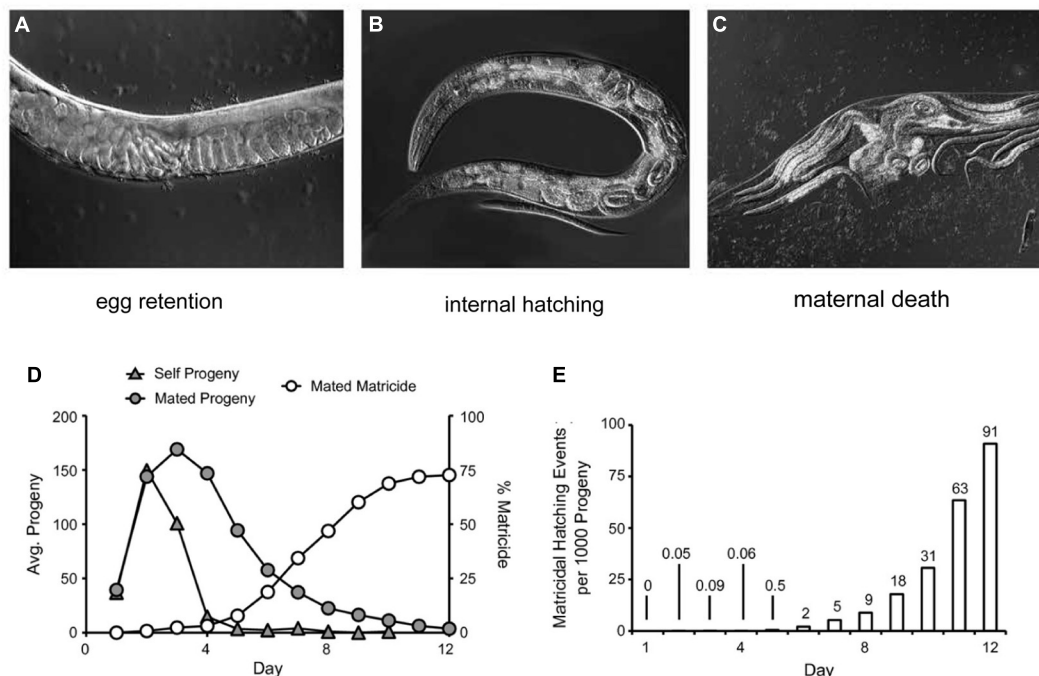 A
B
C
egg retention
internal hatching
maternal death
D
Self Progeny
Mated Progeny
Mated Matricide
200
150
100
50
0
Avg. Progeny
100
75
50
25
0
% Matricide
0
4
8
12
Day
E
Matricidal Hatching Events
per 1000 Progeny
100
75
50
25
0
0
0.05
0.09
0.06
0.5
2
5
9
18
31
63
91
1
4
8
12
Day